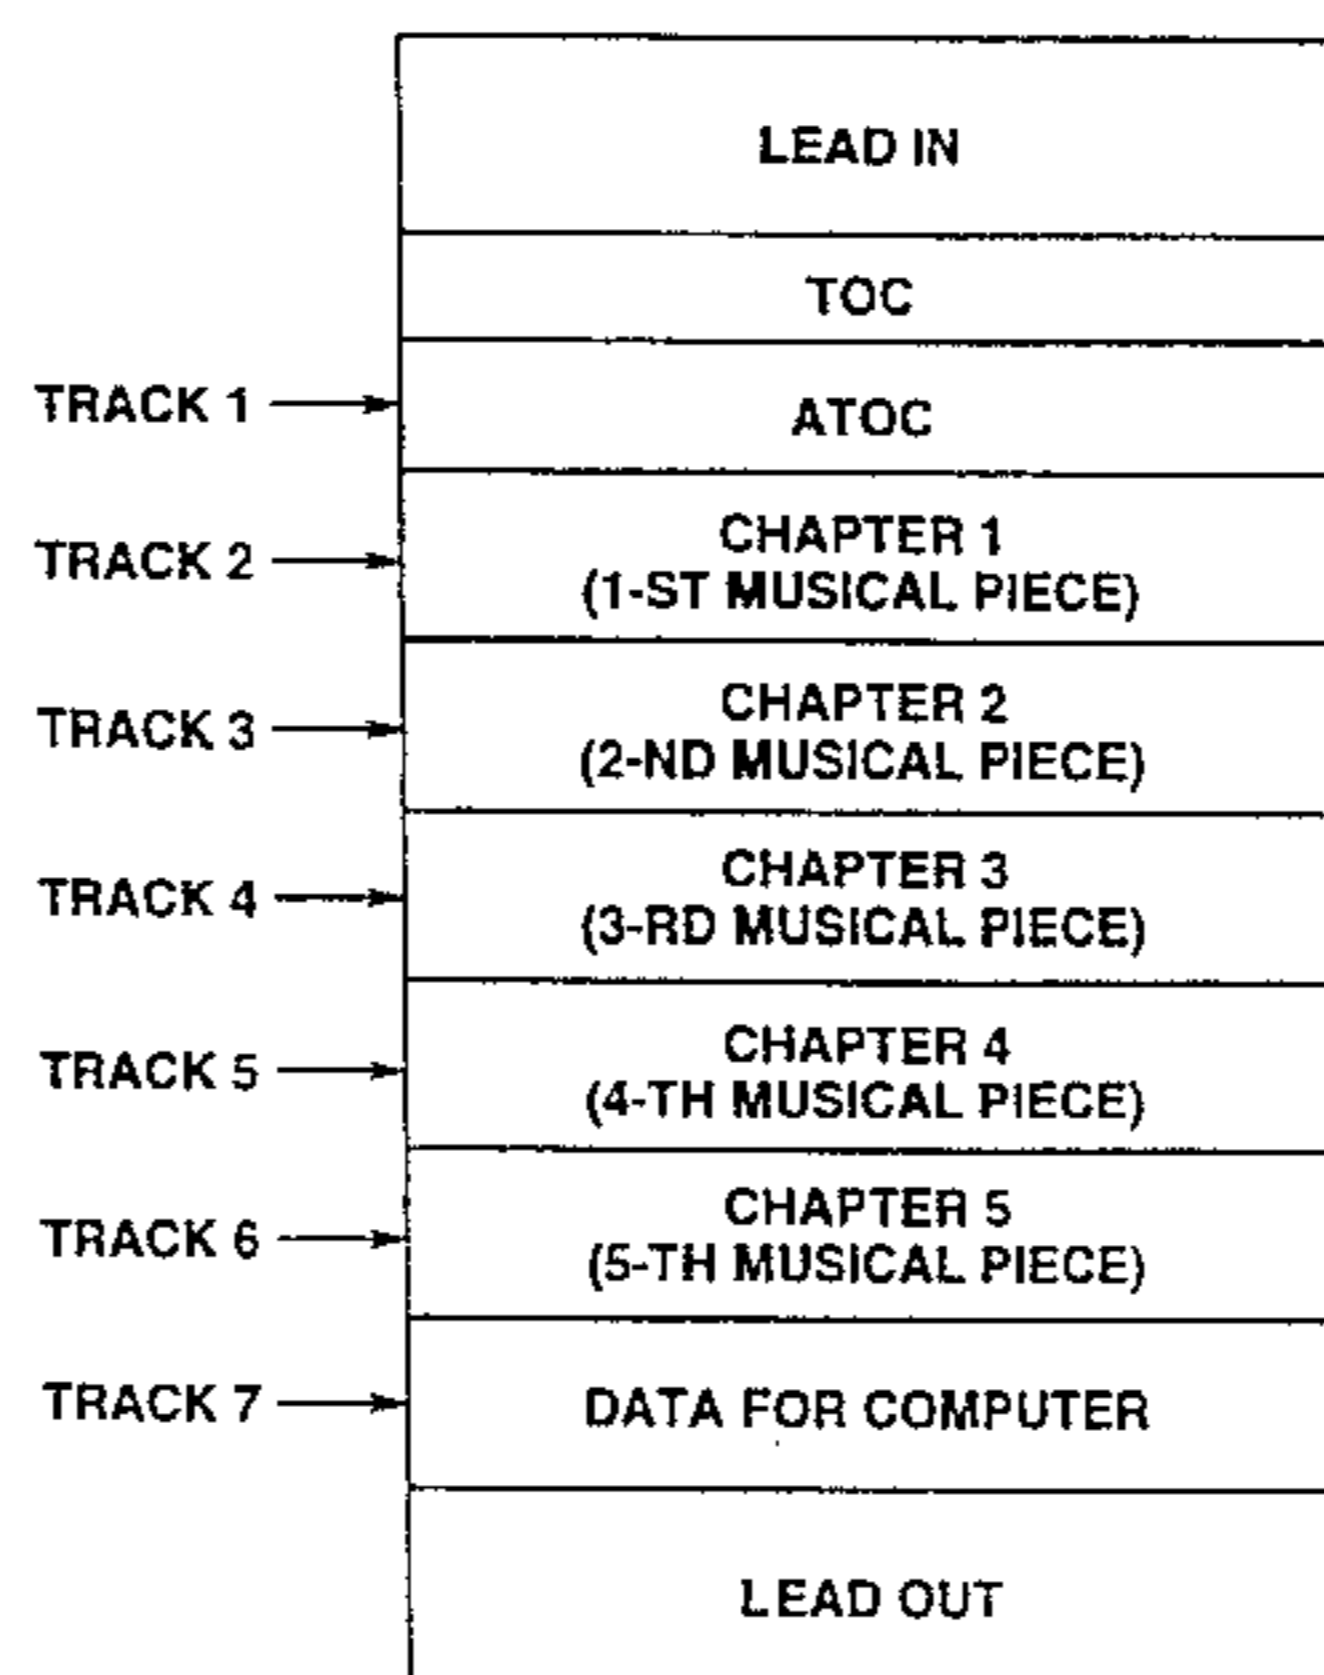 LEAD IN
TOC
TRACK 1
ATOC
TRACK 2
CHAPTER 1
(1-ST MUSICAL PIECE)
TRACK 3
CHAPTER 2
(2-ND MUSICAL PIECE)
TRACK 4
CHAPTER 3
(3-RD MUSICAL PIECE)
TRACK 5
CHAPTER 4
(4-TH MUSICAL PIECE)
TRACK 6
CHAPTER 5
(5-TH MUSICAL PIECE)
TRACK 7
DATA FOR COMPUTER
LEAD OUT